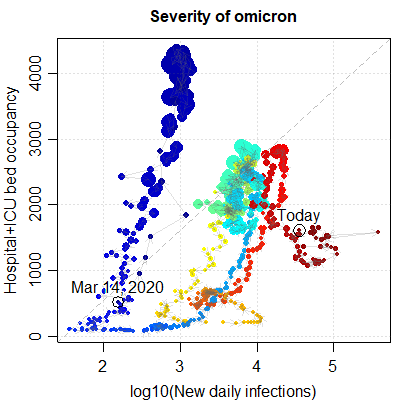 Severity of omicron
Hospital+ICU bed occupancy
4000
3000
2000
1000
0
Today
Mar 14, 2020
2 3 4 5
log10(New daily infections)